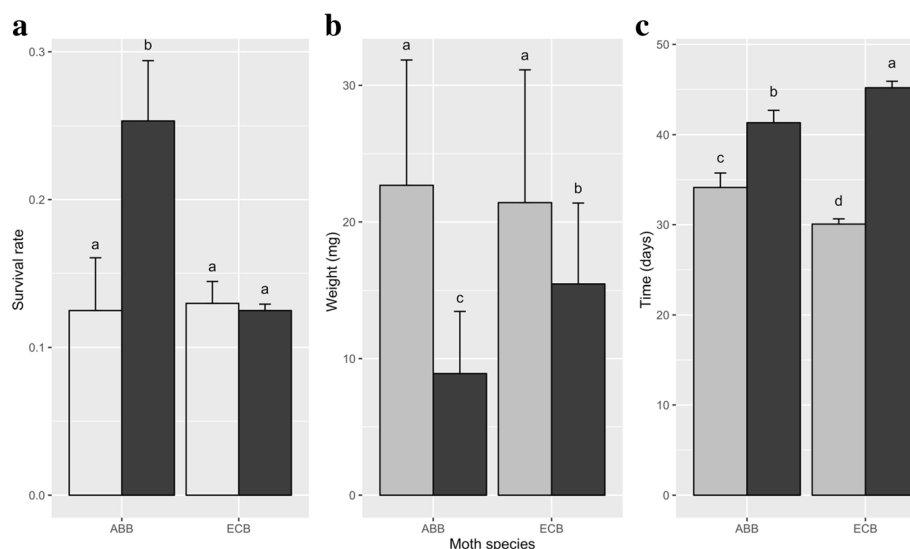 a
b
c
0.3
0.2
0.1
0.0
Survival rate
a
b
a
a
ABB
ECB
30
20
10
0
Weight (mg)
a
c
a
b
ABB
ECB
Moth species
50
40
30
20
10
0
Time (days)
c
b
d
a
ABB
ECB